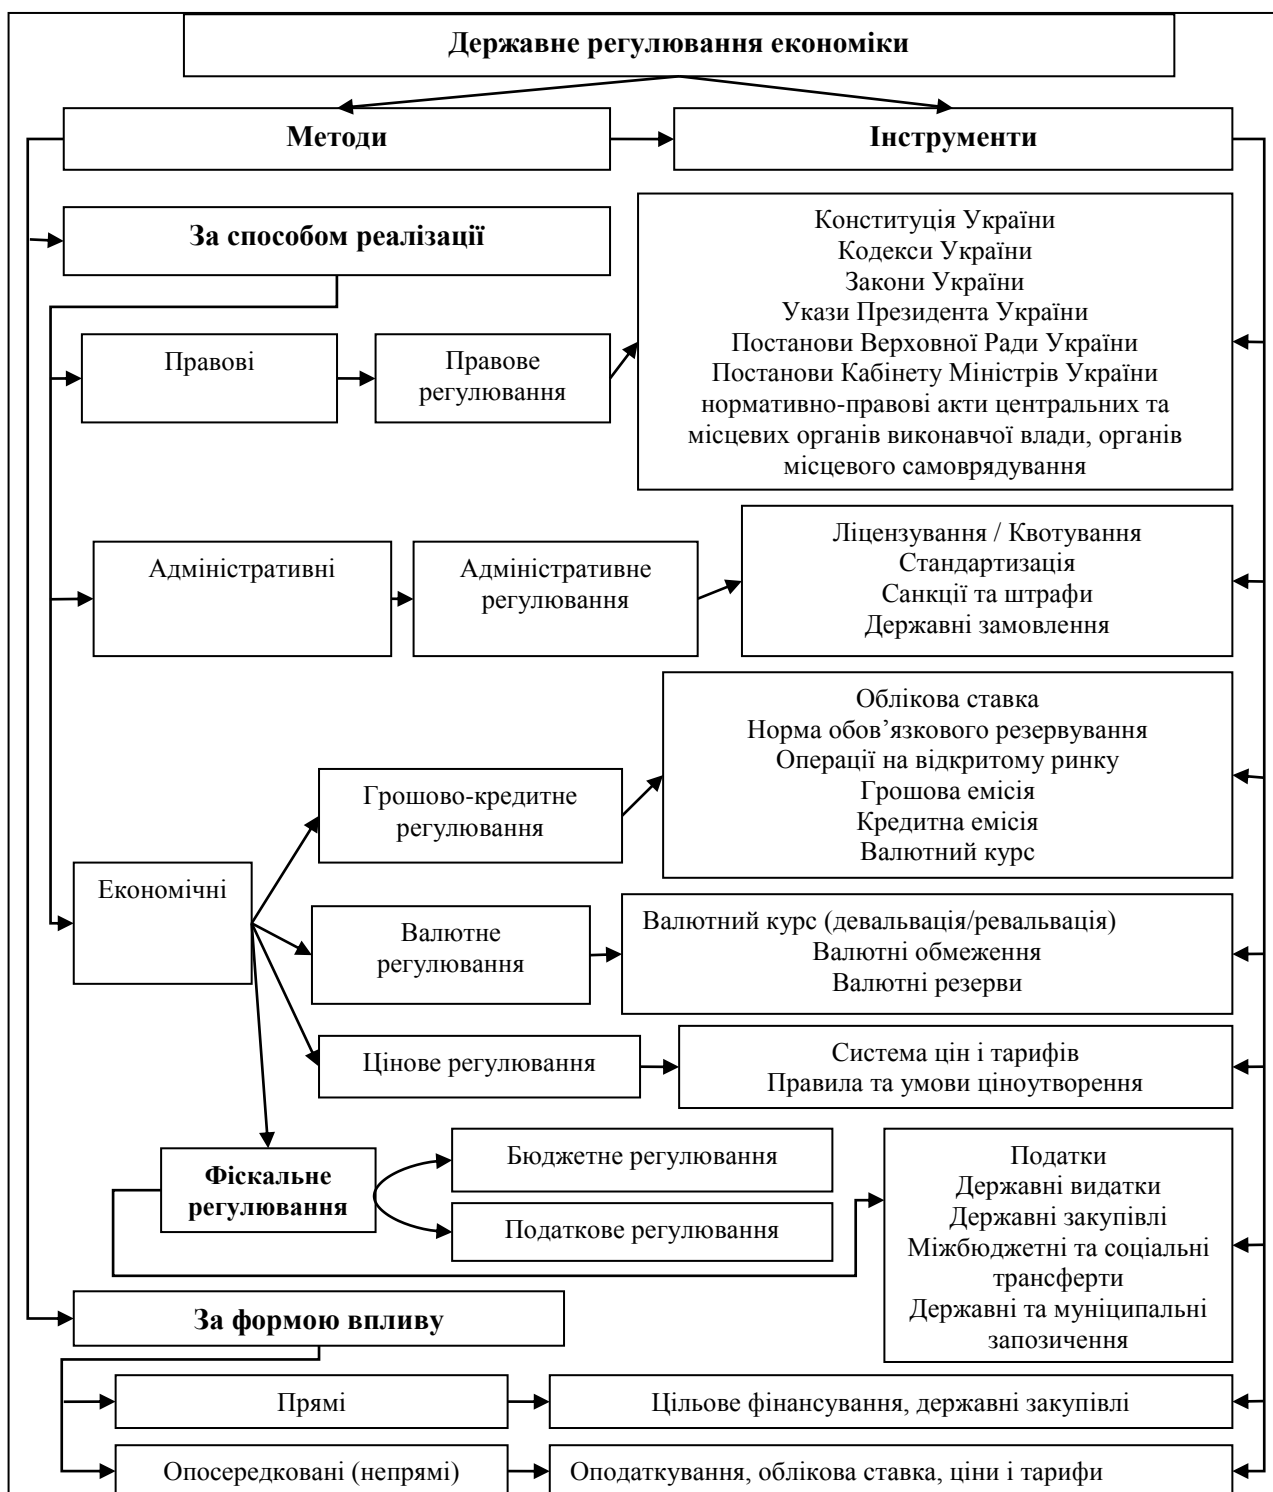 Державне регулювання економіки
Методи
Інструменти
За способом реалізації
Конституція України
Кодекси України
Закони України
Укази Президента України
Постанови Верховної Ради України
Постанови Кабінету Міністрів України
нормативно-правові акти центральних та
місцевих органів виконавчої влади, органів
місцевого самоврядування
Правові
Правове
регулювання
Адміністративні
Адміністративне
регулювання
Ліцензування / Квотування
Стандартизація
Санкції та штрафи
Державні замовлення
Облікова ставка
Норма обов’язкового резервування
Операції на відкритому ринку
Грошова емісія
Кредитна емісія
Валютний курс
Грошово-кредитне
регулювання
Економічні
Валютне
регулювання
Валютний курс (девальвація/ревальвація)
Валютні обмеження
Валютні резерви
Цінове регулювання
Система цін і тарифів
Правила та умови ціноутворення
Фіскальне
регулювання
Бюджетне регулювання
Податкове регулювання
Податки
Державні видатки
Державні закупівлі
Міжбюджетні та соціальні
трансферти
Державні та муніципальні
запозичення
За формою впливу
Прямі
Цільове фінансування, державні закупівлі
Опосередковані (непрямі)
Оподаткування, облікова ставка, ціни і тарифи